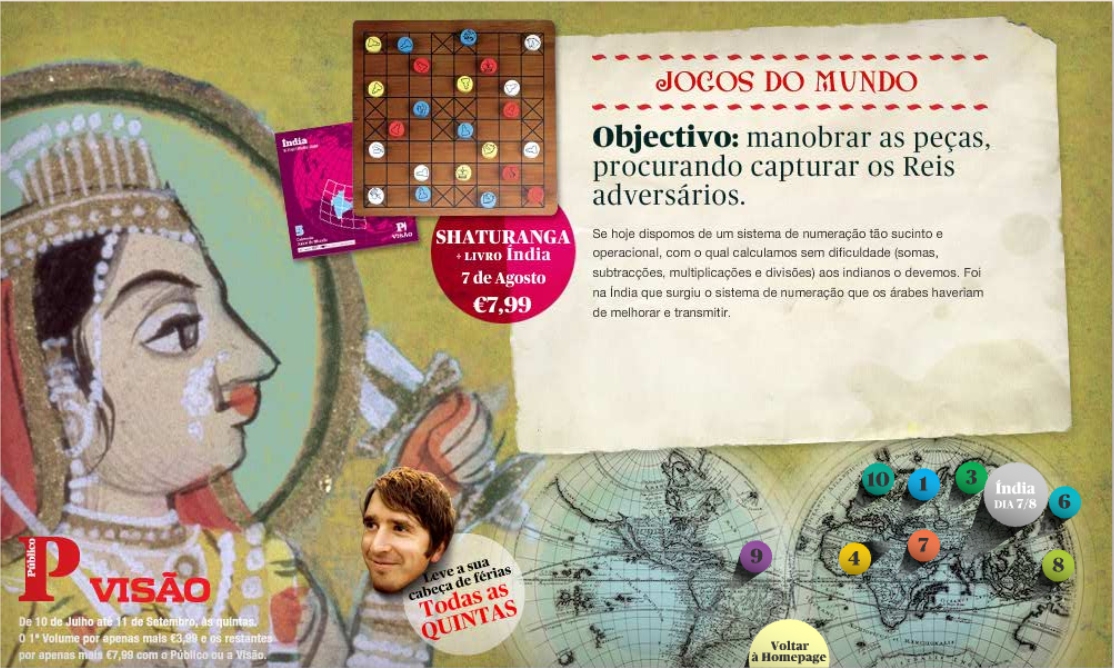 JOGOS DO MUNDO
Objectivo: manobrar as peças,
procurando capturar os Reis
adversários.
Se hoje dispomos de um sistema de numeração tão sucinto e
operacional, com o qual calculamos sem dificuldade (somas,
subtracções, multiplicações e divisões) aos indianos o devemos. Foi
na Índia que surgiu o sistema de numeração que os árabes haveriam
de melhorar e transmitir.
Índia
5
P
VISÃO
SHATURANGA
+ LIVRO Índia
7 de Agosto
€7,99
10
1
3
Índia
DIA 7/8
6
9
4
7
8
Leve a sua
cabeça de férias
Todas as
QUINTAS
Público
P VISÃO
De 10 de Julho até 11 de Setembro, às quintas.
O 1º Volume por apenas mais €3,99 e os restantes
por apenas mais €7,99 com o Público ou a Visão.
Voltar
à Homepage